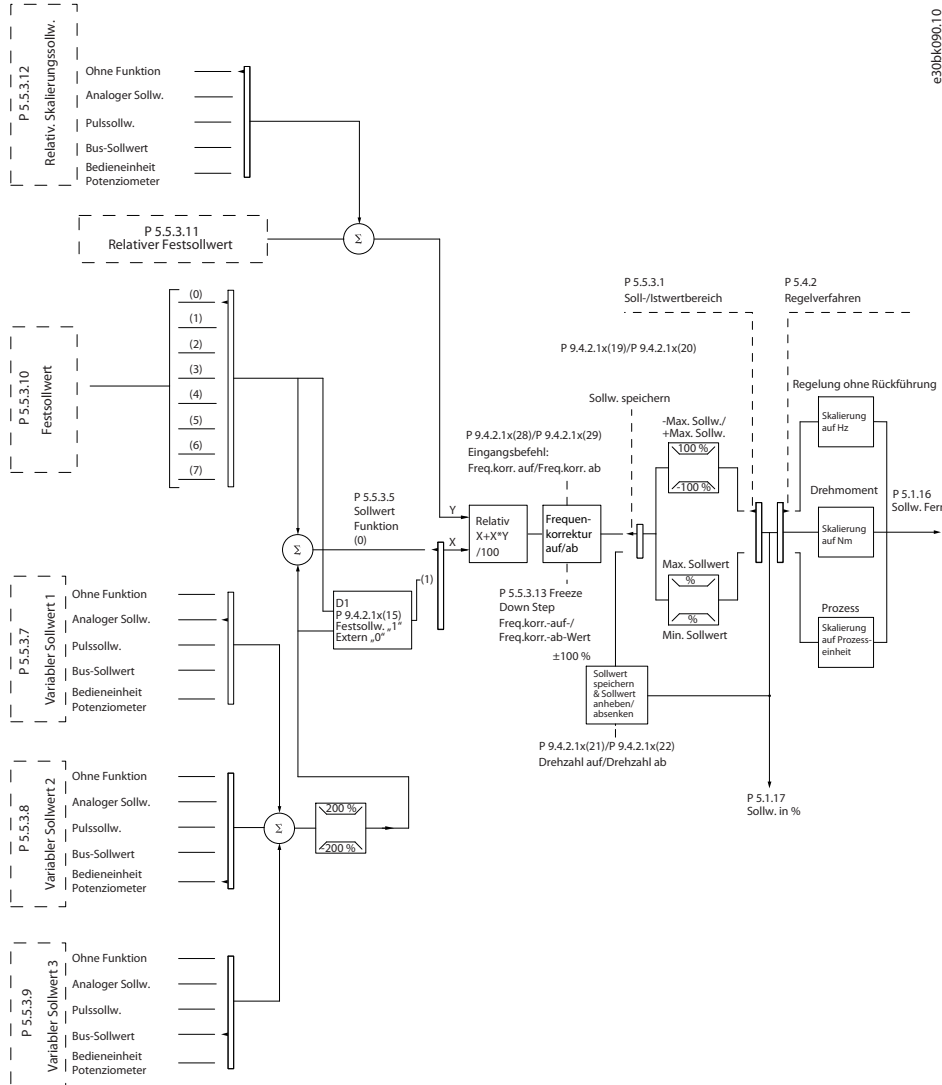 e30bk090.10
P 5.5.3.12
Relativ. Skalierungssollw.
Ohne Funktion
Analoger Sollw.
Pulssollw.
Bus-Sollwert
Bedieneinheit
Potenziometer
Σ
P 5.5.3.11
Relativer Festsollwert
P 5.5.3.10
Festsollwert
(0)
(1)
(2)
(3)
(4)
(5)
(6)
(7)
P 5.5.3.7
Variabler Sollwert 1
Ohne Funktion
Analoger Sollw.
Pulssollw.
Bus-Sollwert
Bedieneinheit
Potenziometer
P 5.5.3.8
Variabler Sollwert 2
Ohne Funktion
Analoger Sollw.
Pulssollw.
Bus-Sollwert
Bedieneinheit
Potenziometer
P 5.5.3.9
Variabler Sollwert 3
Ohne Funktion
Analoger Sollw.
Pulssollw.
Bus-Sollwert
Bedieneinheit
Potenziometer
Σ
200 %
-200 %
Σ
P 5.5.3.5
Sollwert
Funktion
(0)
(1)
D1
P 9.4.2.1x(15)
Festsollw. „1"
Extern „0"
Y
X
Relativ
X+X*Y
/100
P 9.4.2.1x(28)/P 9.4.2.1x(29)
Eingangsbefehl:
Freq.korr. auf/Freq.korr. ab
Frequen-
korrektur
auf/ab
P 5.5.3.13 Freeze
Down Step
Freq.korr.-auf-/
Freq.korr.-ab-Wert
±100 %
Sollw. speichern
Sollwert
speichern
& Sollwert
anheben/
absenken
P 9.4.2.1x(21)/P 9.4.2.1x(22)
Drehzahl auf/Drehzahl ab
P 5.5.3.1
Soll-/Istwertbereich
P 9.4.2.1x(19)/P 9.4.2.1x(20)
-Max. Sollw./
+Max. Sollw.
100 %
-100 %
Max. Sollwert
%
%
Min. Sollwert
P 5.4.2
Regelverfahren
Regelung ohne Rückführung
Skalierung
auf Hz
Drehmoment
Skalierung
auf Nm
Prozess
Skalierung
auf Prozess-
einheit
P 5.1.16
Sollw. Fern
P 5.1.17
Sollw. in %